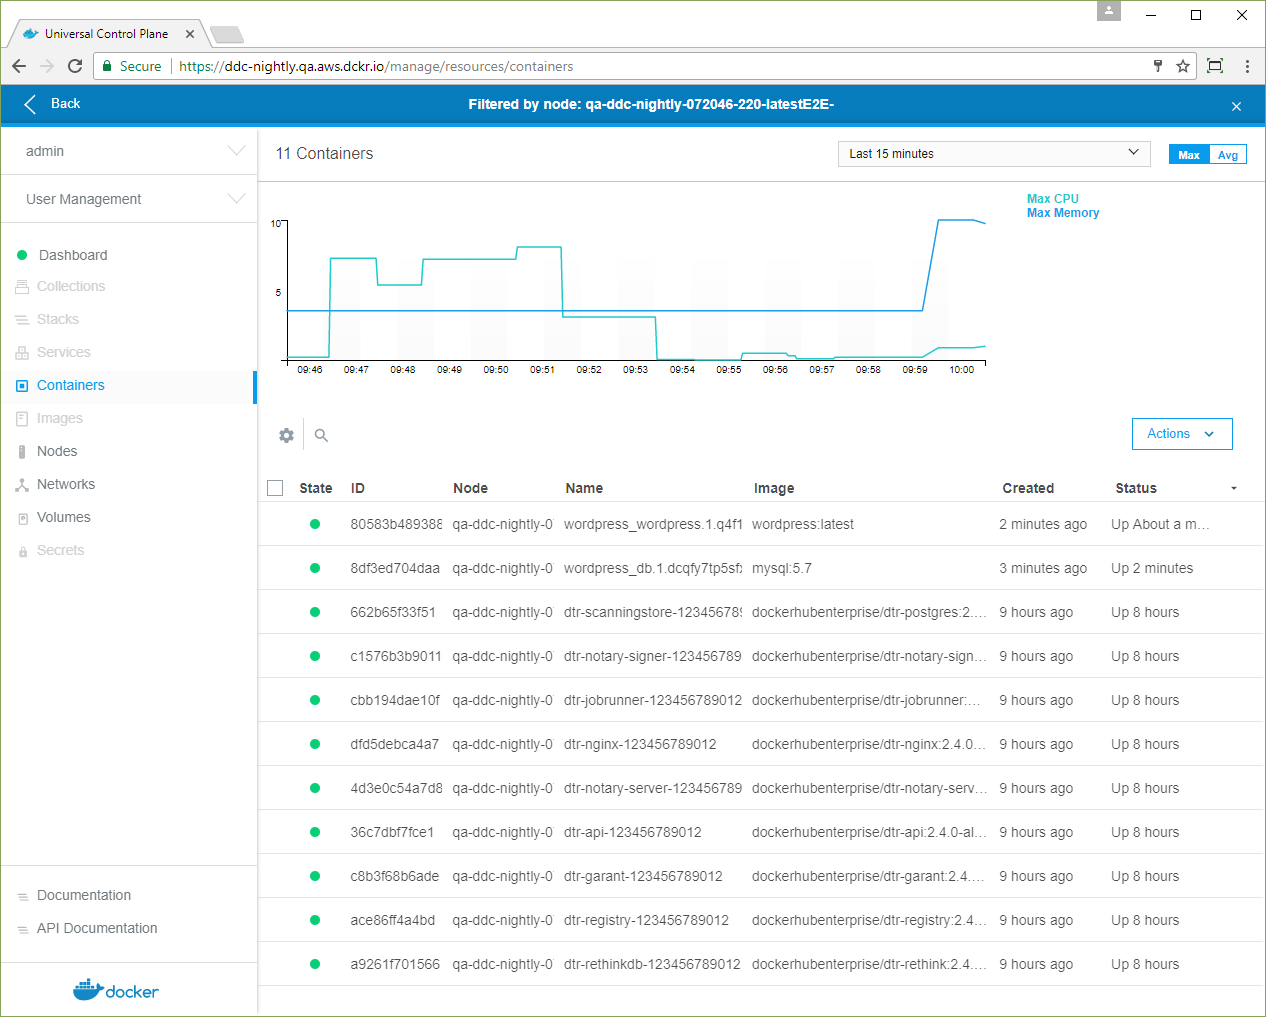 Universal Control Plane
Secure https://ddc-nightly.qa.aws.dckr.io/manage/resources/containers
Back Filtered by node: qa-ddc-nightly-072046-220-latestE2E-
admin
User Management
Dashboard
Collections
Stacks
Services
Containers
Images
Nodes
Networks
Volumes
Secrets
Documentation
API Documentation
docker
11 Containers Last 15 minutes Max Avg
Max CPU
Max Memory
10
5
09:46 09:47 09:48 09:49 09:50 09:51 09:52 09:53 09:54 09:55 09:56 09:57 09:58 09:59 10:00
Actions
State ID Node Name Image Created Status
80583b489388 qa-ddc-nightly-0 wordpress_wordpress.1.q4f1 wordpress:latest 2 minutes ago Up About a m...
8df3ed704daa qa-ddc-nightly-0 wordpress_db.1.dcqfy7tp5sf mysql:5.7 3 minutes ago Up 2 minutes
662b65f33f51 qa-ddc-nightly-0 dtr-scanningstore-12345678 dockerhubenterprise/dtr-postgres:2.... 9 hours ago Up 8 hours
c1576b3b9011 qa-ddc-nightly-0 dtr-notary-signer-123456789 dockerhubenterprise/dtr-notary-sign... 9 hours ago Up 8 hours
cbb194dae10f qa-ddc-nightly-0 dtr-jobrunner-123456789012 dockerhubenterprise/dtr-jobrunner:... 9 hours ago Up 8 hours
dfd5debca4a7 qa-ddc-nightly-0 dtr-nginx-123456789012 dockerhubenterprise/dtr-nginx:2.4.0... 9 hours ago Up 8 hours
4d3e0c54a7d8 qa-ddc-nightly-0 dtr-notary-server-123456789 dockerhubenterprise/dtr-notary-serv... 9 hours ago Up 8 hours
36c7dbf7fce1 qa-ddc-nightly-0 dtr-api-123456789012 dockerhubenterprise/dtr-api:2.4.0-al... 9 hours ago Up 8 hours
c8b3f68b6ade qa-ddc-nightly-0 dtr-garant-123456789012 dockerhubenterprise/dtr-garant:2.4.... 9 hours ago Up 8 hours
ace86ff4a4bd qa-ddc-nightly-0 dtr-registry-123456789012 dockerhubenterprise/dtr-registry:2.4... 9 hours ago Up 8 hours
a9261f701566 qa-ddc-nightly-0 dtr-rethinkdb-123456789012 dockerhubenterprise/dtr-rethink:2.4.... 9 hours ago Up 8 hours